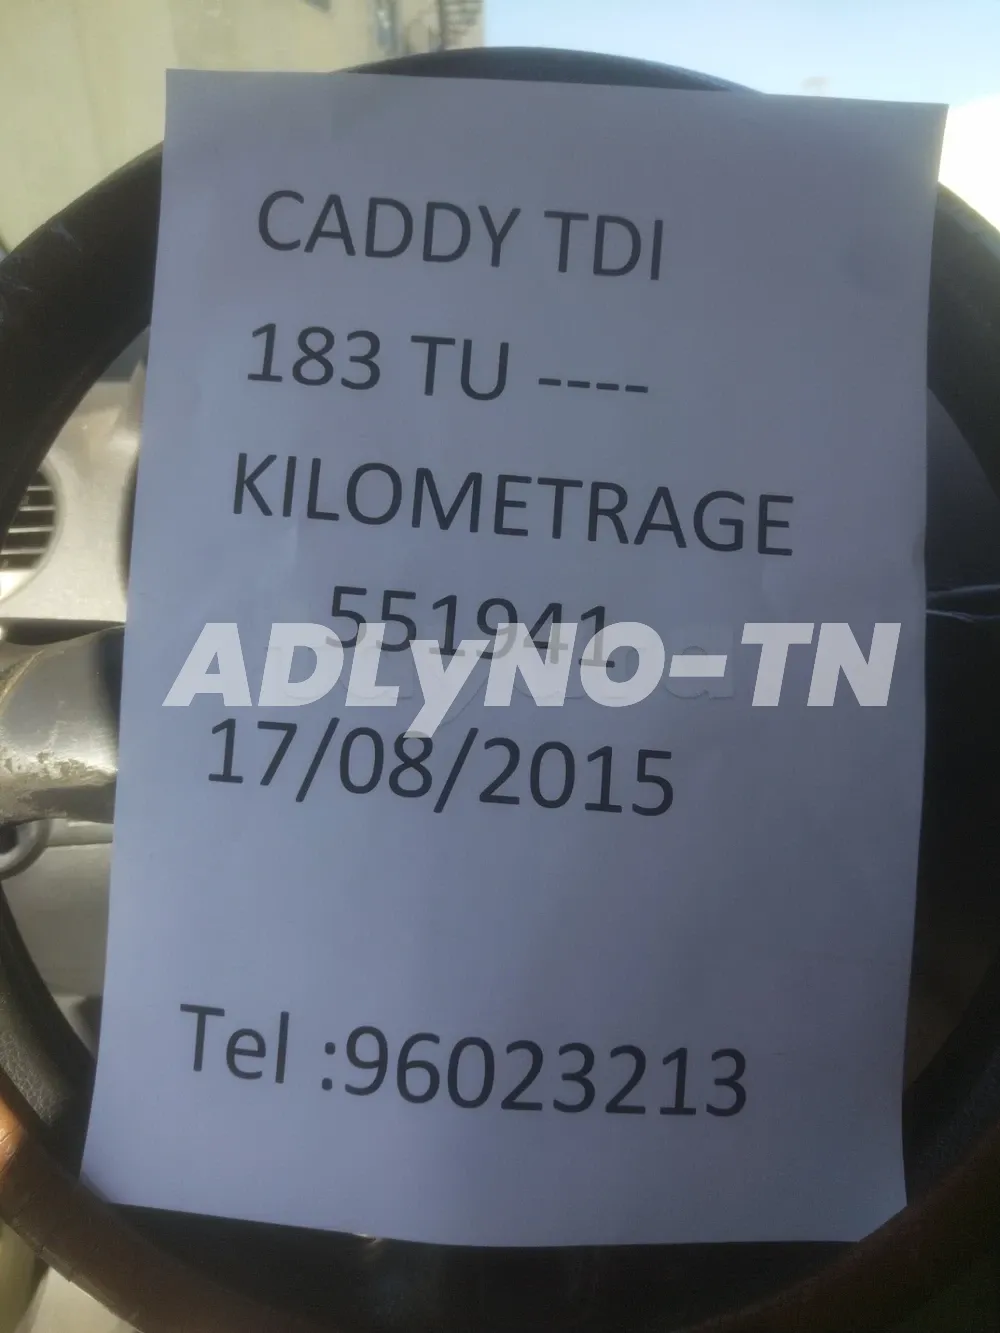 CADDY TDI
183 TU ----
KILOMETRAGE
551941
ADLyNO-TN
17/08/2015
Tel :96023213